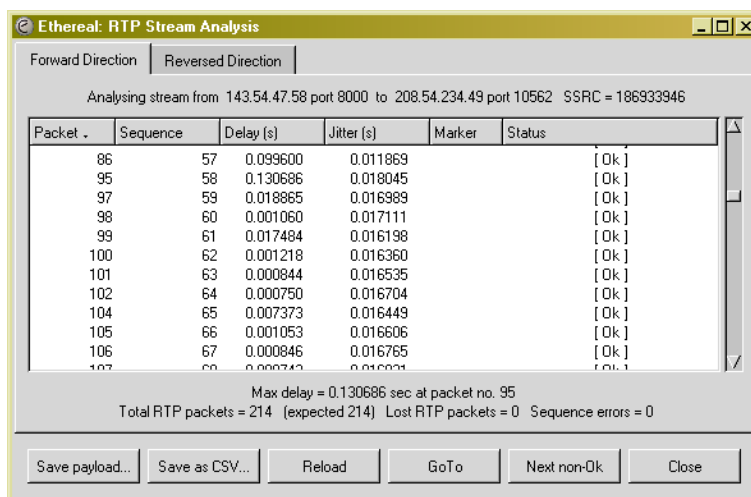 Ethereal: RTP Stream Analysis
Forward Direction Reversed Direction
Analysing stream from 143.54.47.58 port 8000 to 208.54.234.49 port 10562 SSRC = 186933946
Packet Sequence Delay (s) Jitter (s) Marker Status
86 57 0.099600 0.011869 [ Ok ]
95 58 0.130686 0.018045 [ Ok ]
97 59 0.018865 0.016989 [ Ok ]
98 60 0.001060 0.017111 [ Ok ]
99 61 0.017484 0.016198 [ Ok ]
100 62 0.001218 0.016360 [ Ok ]
101 63 0.000844 0.016535 [ Ok ]
102 64 0.000750 0.016704 [ Ok ]
104 65 0.007373 0.016449 [ Ok ]
105 66 0.001053 0.016606 [ Ok ]
106 67 0.000846 0.016765 [ Ok ]
Max delay = 0.130686 sec at packet no. 95
Total RTP packets = 214 (expected 214) Lost RTP packets = 0 Sequence errors = 0
Save payload... Save as CSV... Reload GoTo Next non-Ok Close